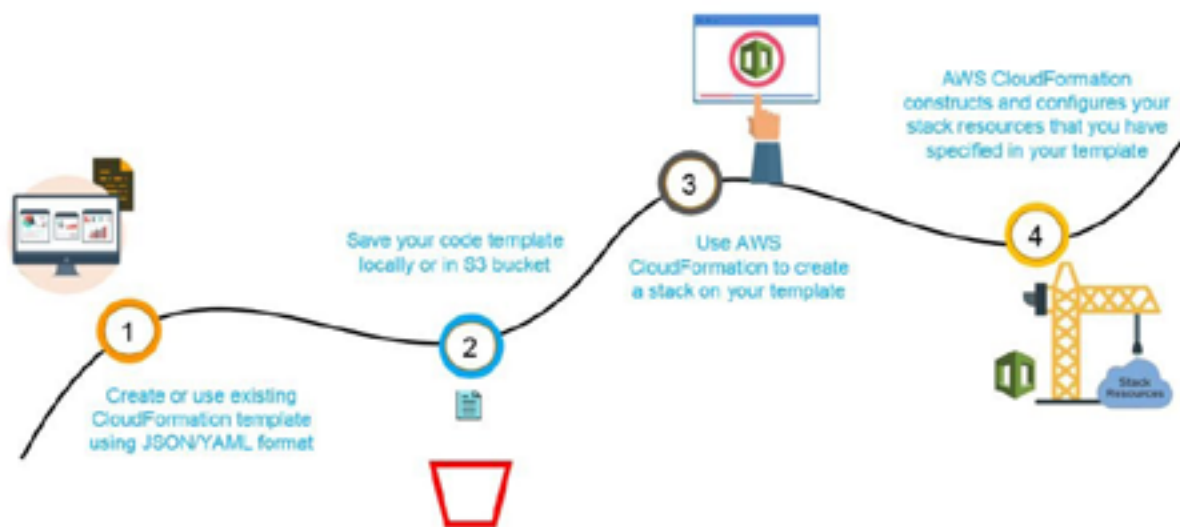 1
Create or use existing
CloudFormation template
using JSON/YAML format
Save your code template
locally or in S3 bucket
2
3
Use AWS
CloudFormation to create
a stack on your template
AWS CloudFormation
constructs and configures your
stack resources that you have
specified in your template
4
Stack
Resources